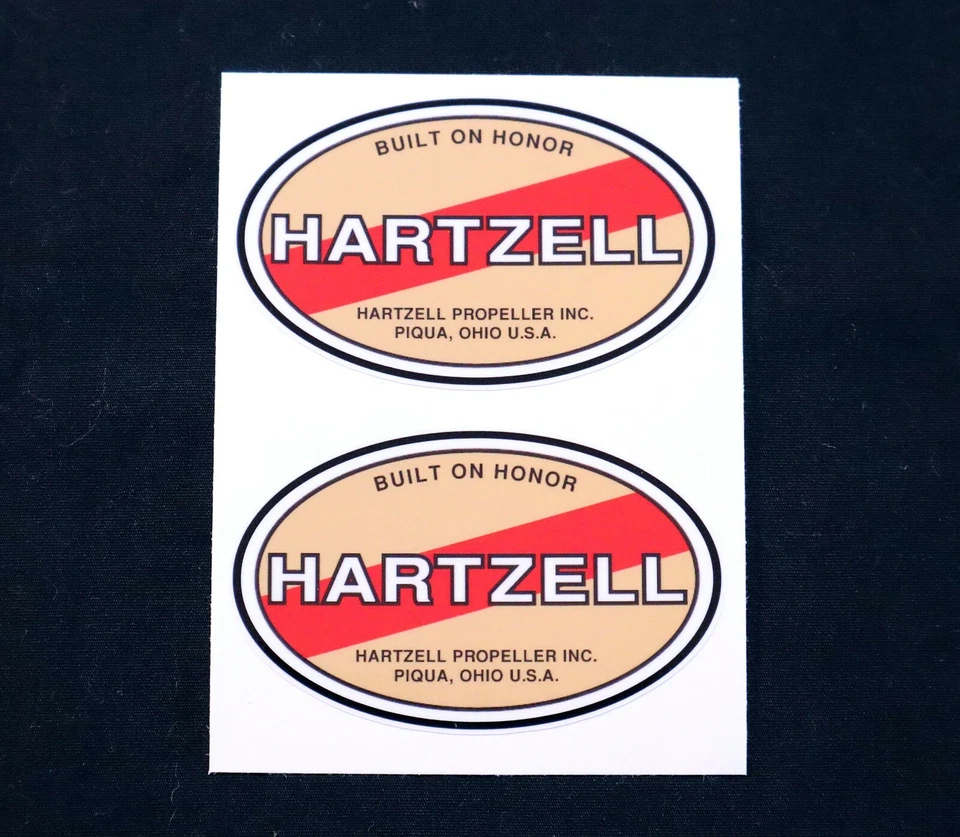 BUILT ON HONOR
HARTZELL
HARTZELL PROPELLER INC.
PIQUA, OHIO U.S.A.
BUILT ON HONOR
HARTZELL
HARTZELL PROPELLER INC.
PIQUA, OHIO U.S.A.